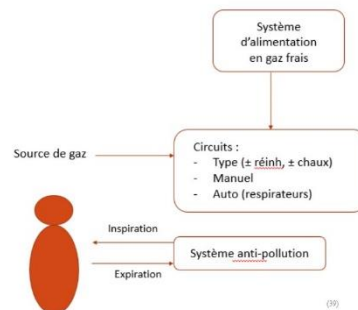 Système
d'alimentation
en gaz frais
Source de gaz
Circuits :
- Type (± réinh, ± chaux)
- Manuel
- Auto (respirateurs)
Inspiration
Système anti-pollution
Expiration
(39)